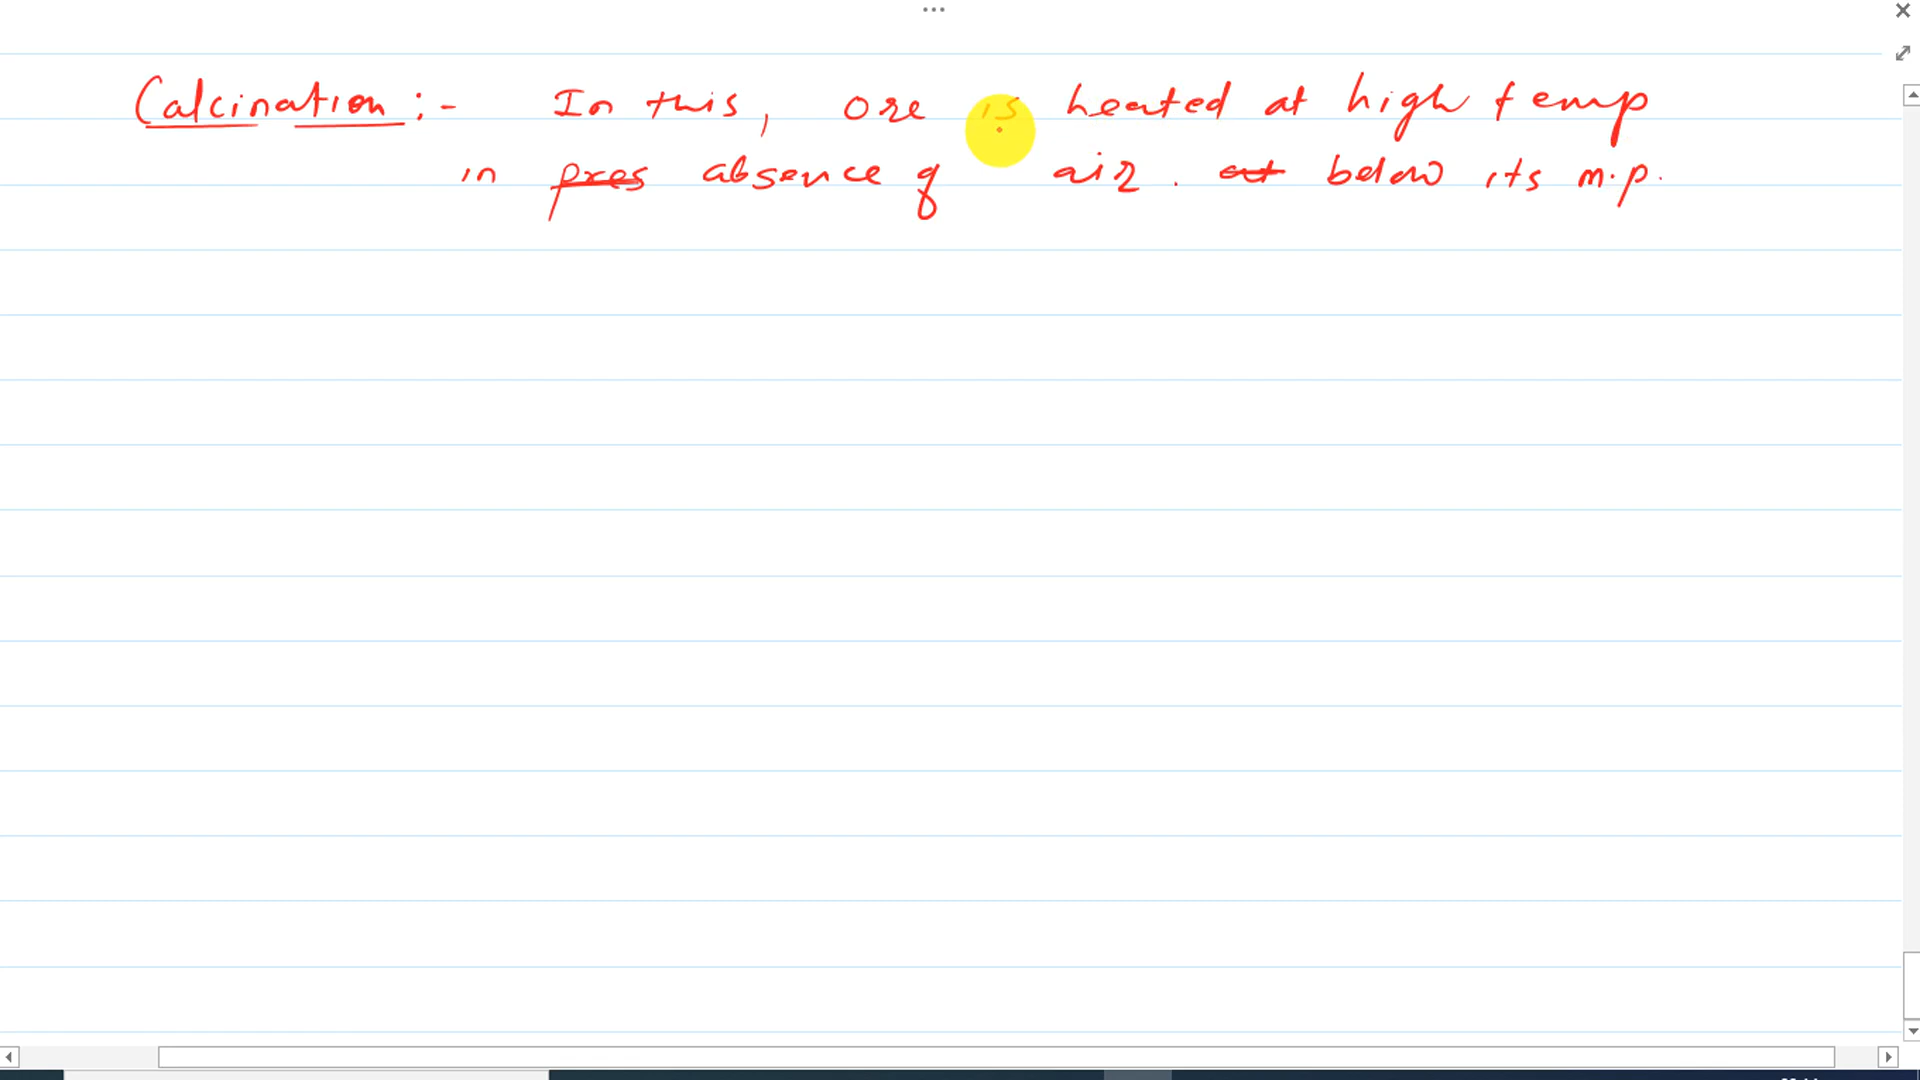 Calcination :- In this, ore is heated at high temp
in pres absence of air. at below its m.p.